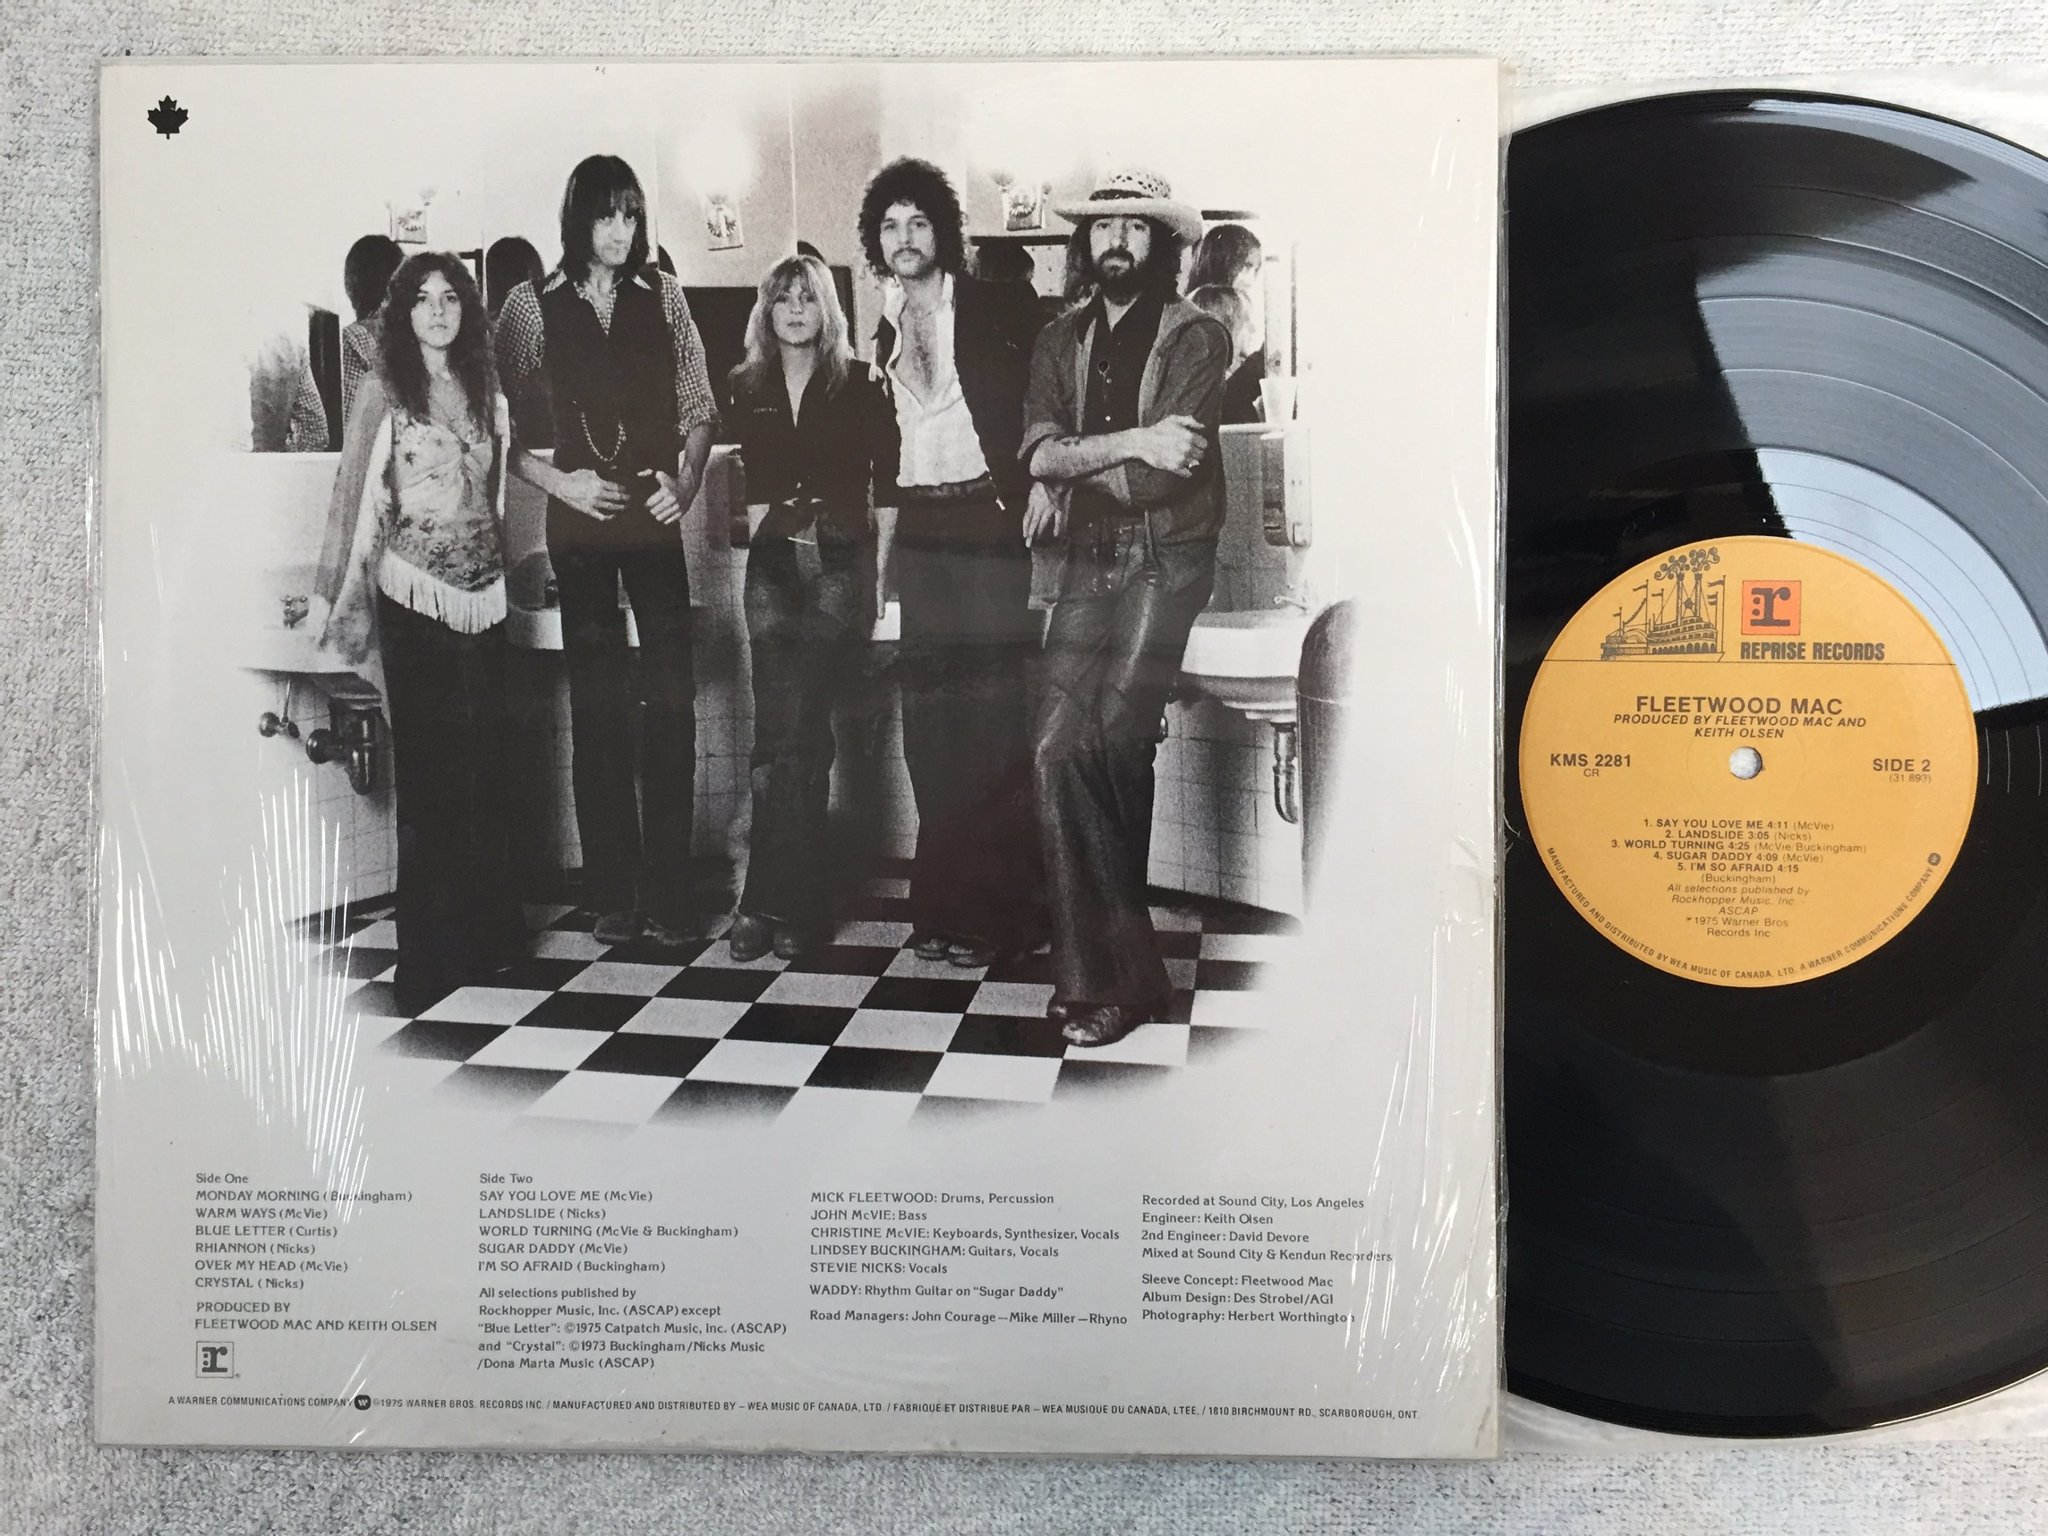 Side One
MONDAY MORNING (Buckingham)
WARM WAYS (McVie)
BLUE LETTER (Curtis)
RHIANNON (Nicks)
OVER MY HEAD (McVie)
CRYSTAL (Nicks)
PRODUCED BY
FLEETWOOD MAC AND KEITH OLSEN
r
Side Two
SAY YOU LOVE ME (McVie)
LANDSLIDE (Nicks)
WORLD TURNING (McVie & Buckingham)
SUGAR DADDY (McVie)
I'M SO AFRAID (Buckingham)
All selections published by
Rockhopper Music, Inc. (ASCAP) except
"Blue Letter": ©1975 Catpatch Music, Inc. (ASCAP)
and "Crystal": ©1973 Buckingham/Nicks Music
/Dona Marta Music (ASCAP)
MICK FLEETWOOD: Drums, Percussion
JOHN McVIE: Bass
CHRISTINE McVIE: Keyboards, Synthesizer, Vocals
LINDSEY BUCKINGHAM: Guitars, Vocals
STEVIE NICKS: Vocals
WADDY: Rhythm Guitar on "Sugar Daddy"
Road Managers: John Courage—Mike Miller—Rhyno
Recorded at Sound City, Los Angeles
Engineer: Keith Olsen
2nd Engineer: David Devore
Mixed at Sound City & Kendun Recorders
Sleeve Concept: Fleetwood Mac
Album Design: Des Strobel/AGI
Photography: Herbert Worthington
A WARNER COMMUNICATIONS COMPANY ©1975 WARNER BROS. RECORDS INC. / MANUFACTURED AND DISTRIBUTED BY – WEA MUSIC OF CANADA, LTD. / FABRIQUE ET DISTRIBUE PAR – WEA MUSIQUE DU CANADA, LTEE. / 1810 BIRCHMOUNT RD., SCARBOROUGH, ONT.
r
REPRISE RECORDS
FLEETWOOD MAC
PRODUCED BY FLEETWOOD MAC AND
KEITH OLSEN
KMS 2281
CR
SIDE 2
(31 893)
1. SAY YOU LOVE ME 4:11 (McVie)
2. LANDSLIDE 3:05 (Nicks)
3. WORLD TURNING 4:25 (McVie/Buckingham)
4. SUGAR DADDY 4:09 (McVie)
5. I'M SO AFRAID 4:15
(Buckingham)
All selections published by
Rockhopper Music, Inc
ASCAP
1975 Warner Bros
Records Inc
MANUFACTURED AND DISTRIBUTED BY WEA MUSIC OF CANADA, LTD. A WARNER COMMUNICATIONS COMPANY